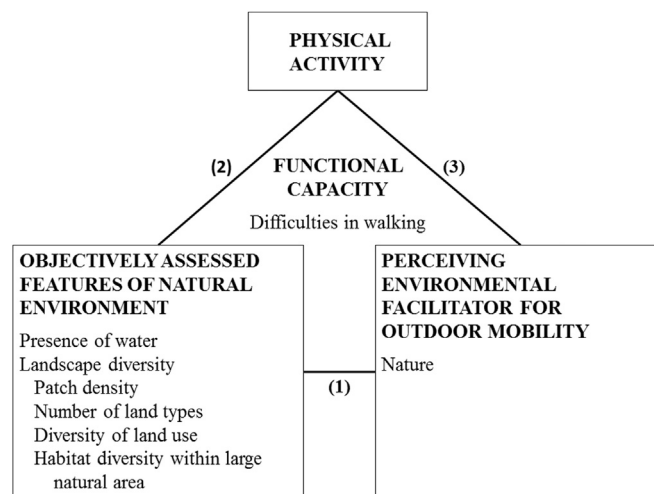 PHYSICAL
ACTIVITY
(2)
(3)
FUNCTIONAL
CAPACITY
Difficulties in walking
OBJECTIVELY ASSESSED
FEATURES OF NATURAL
ENVIRONMENT
Presence of water
Landscape diversity
Patch density
Number of land types
Diversity of land use
Habitat diversity within large
natural area
(1)
PERCEIVING
ENVIRONMENTAL
FACILITATOR FOR
OUTDOOR MOBILITY
Nature